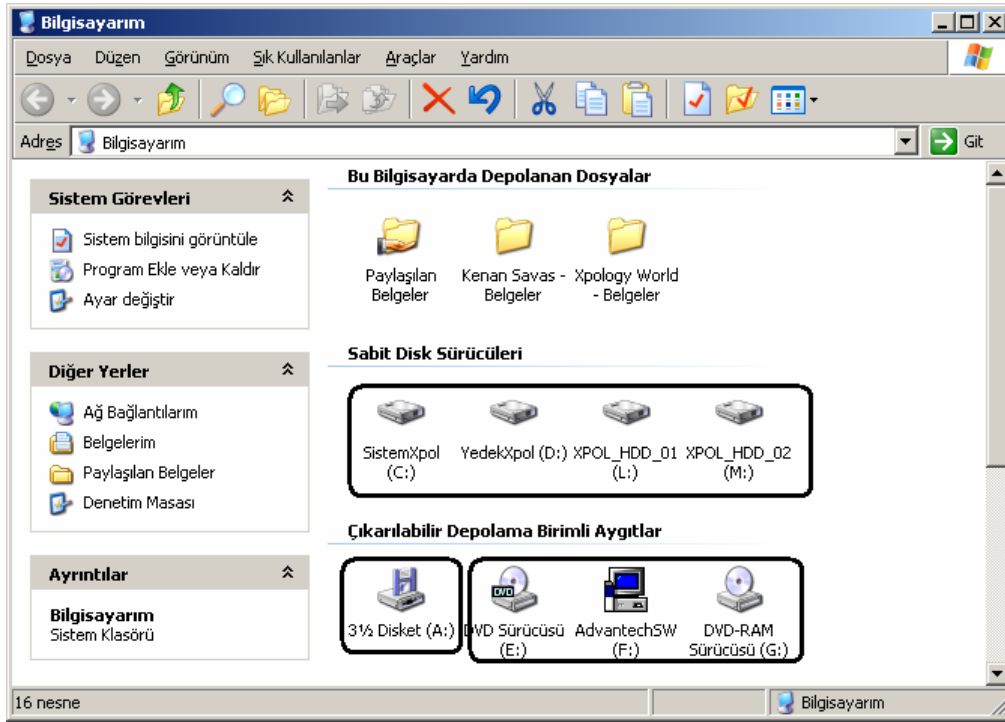 Bilgisayarım
Dosya Düzen Görünüm Sık Kullanılanlar Araçlar Yardım
Adres Bilgisayarım Git
Sistem Görevleri
Sistem bilgisini görüntüle
Program Ekle veya Kaldır
Ayar değiştir
Diğer Yerler
Ağ Bağlantılarım
Belgelerim
Paylaşılan Belgeler
Denetim Masası
Ayrıntılar
Bilgisayarım
Sistem Klasörü
Bu Bilgisayarda Depolanan Dosyalar
Paylaşılan Belgeler
Kenan Savas - Belgeler
Xpology World - Belgeler
Sabit Disk Sürücüleri
SistemXpol (C:)
YedekXpol (D:)
XPOL_HDD_01 (L:)
XPOL_HDD_02 (M:)
Çıkarılabilir Depolama Birimli Aygıtlar
DVD
3½ Disket (A:)
DVD Sürücüsü (E:)
AdvantechSW (F:)
DVD-RAM Sürücüsü (G:)
16 nesne
Bilgisayarım